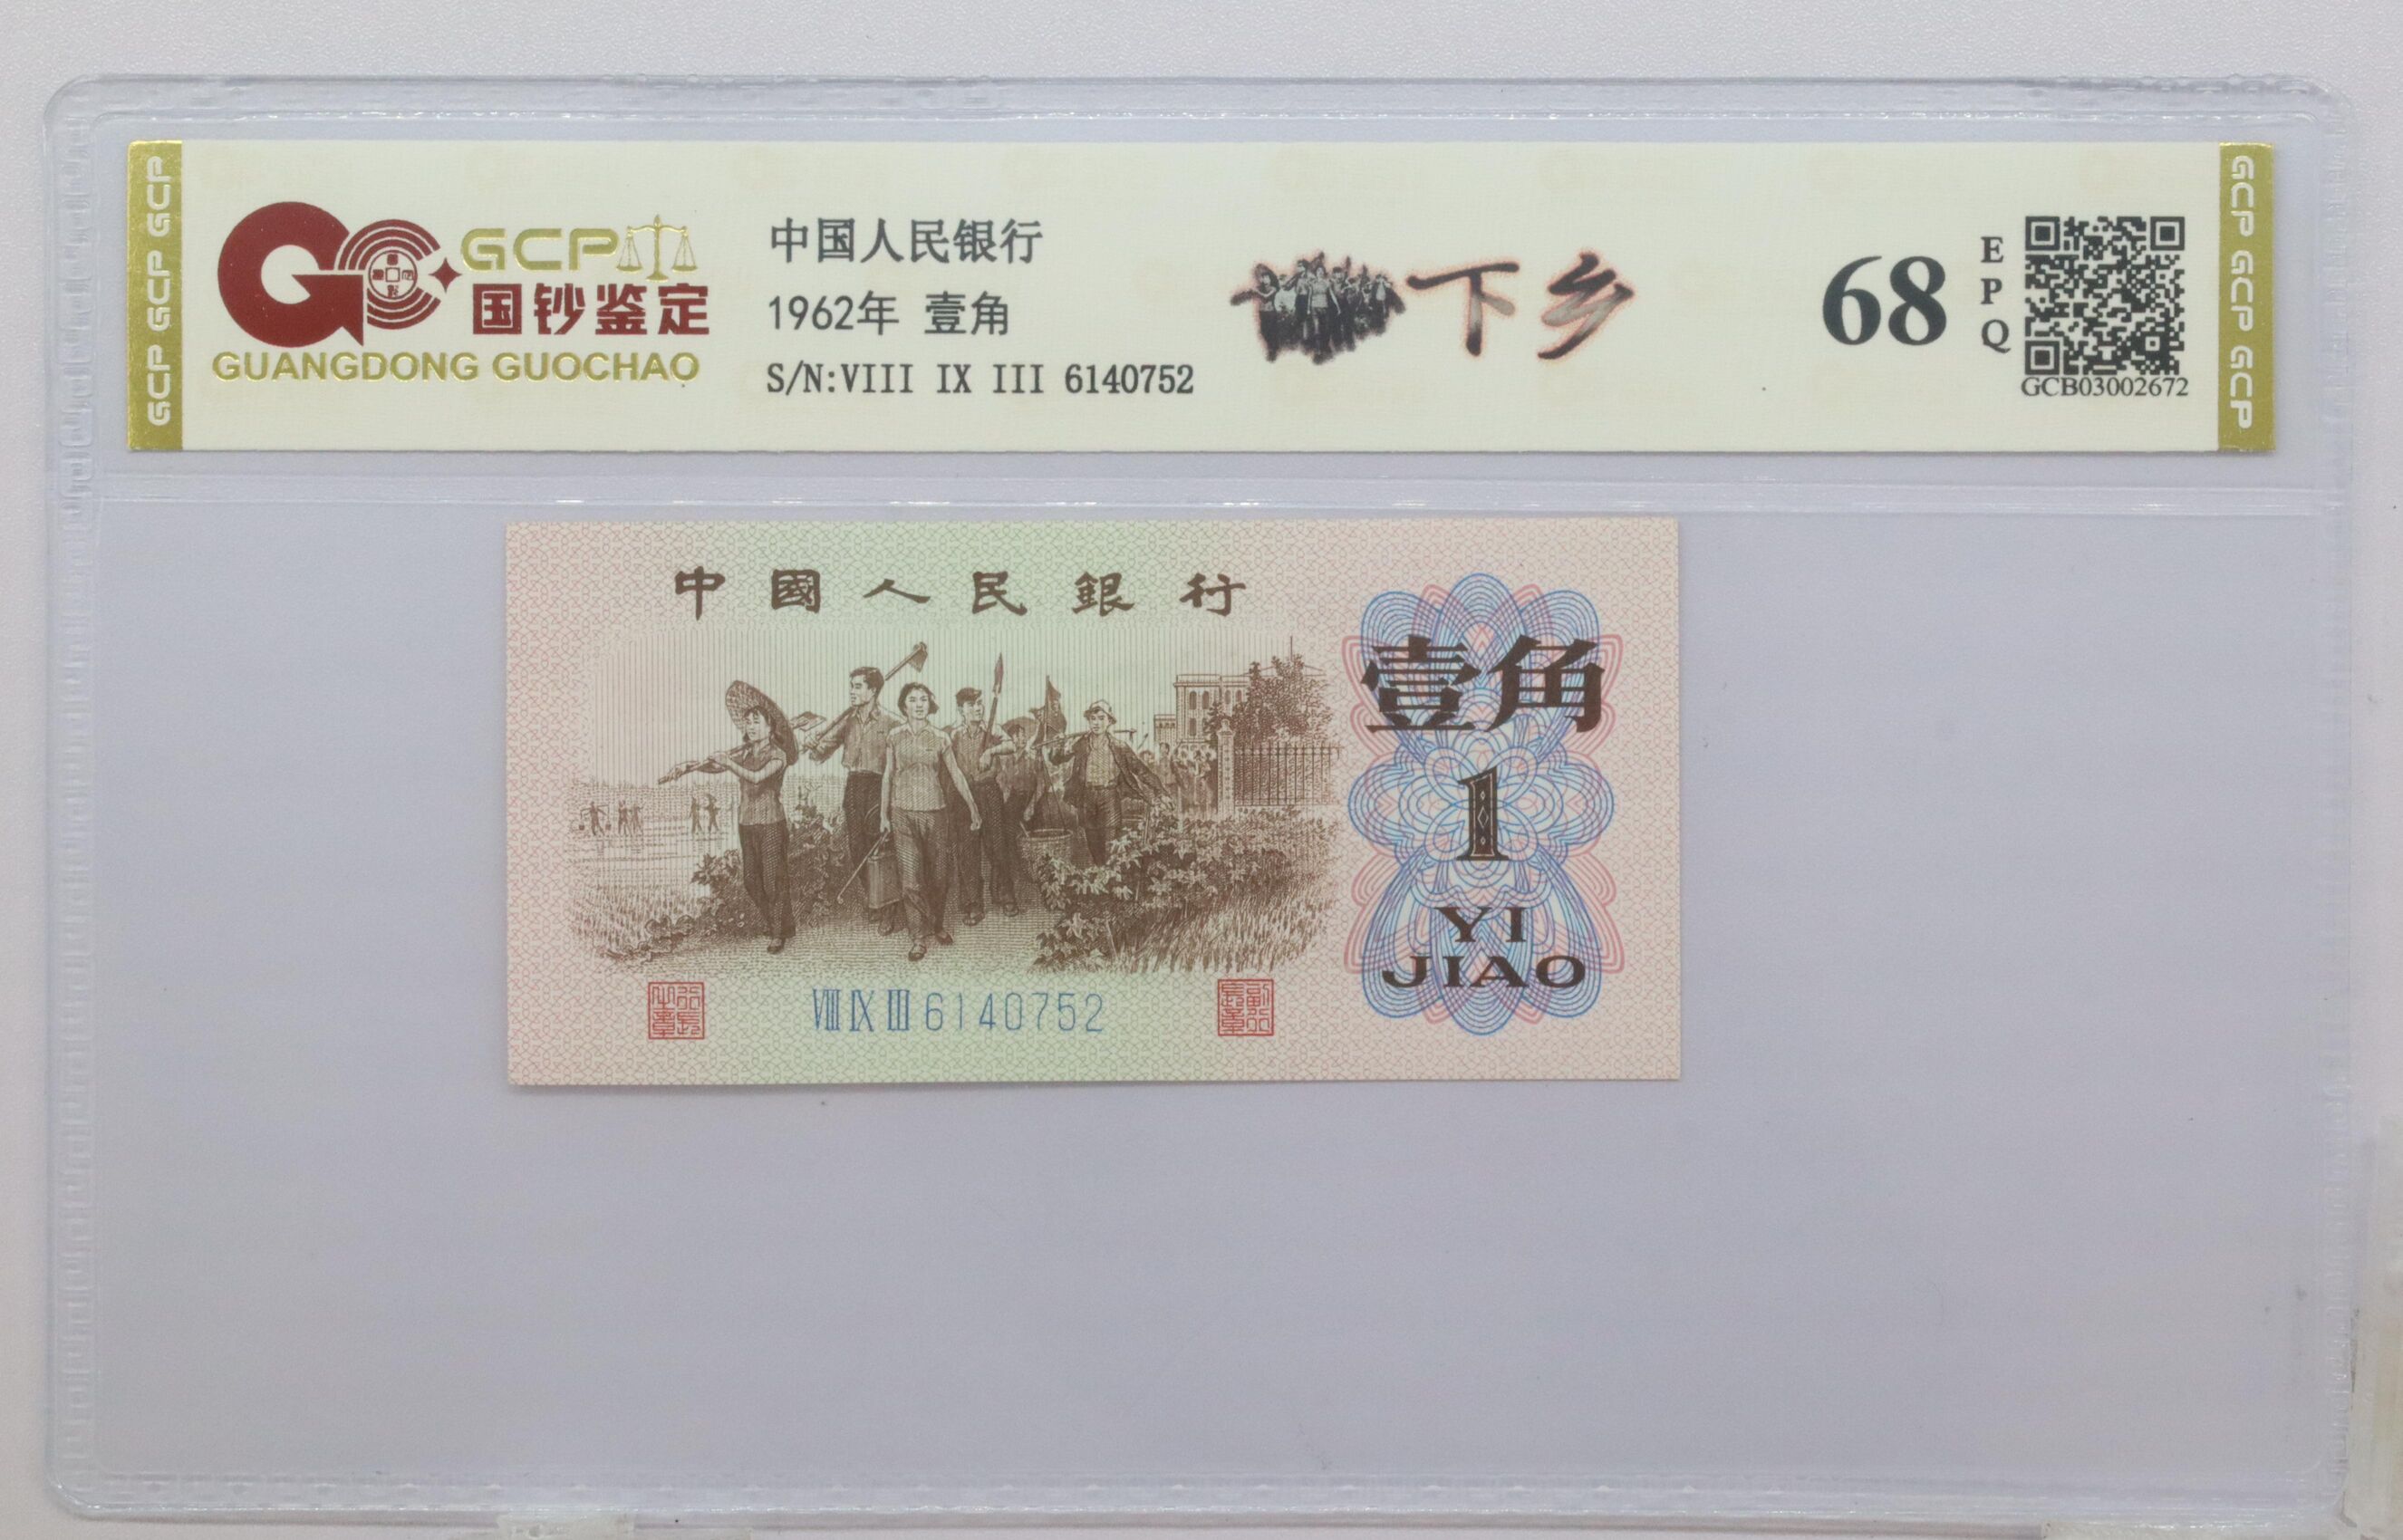 GCP GCP GCP
GCP
国钞鉴定
GUANGDONG GUOCHAO
中国人民银行
1962年 壹角
S/N:VIII IX III 6140752
下乡
68
EPQ
GCB03002672
GCP GCP GCP
中國人民銀行
壹角
1
YI
JIAO
VIII IX III 6140752